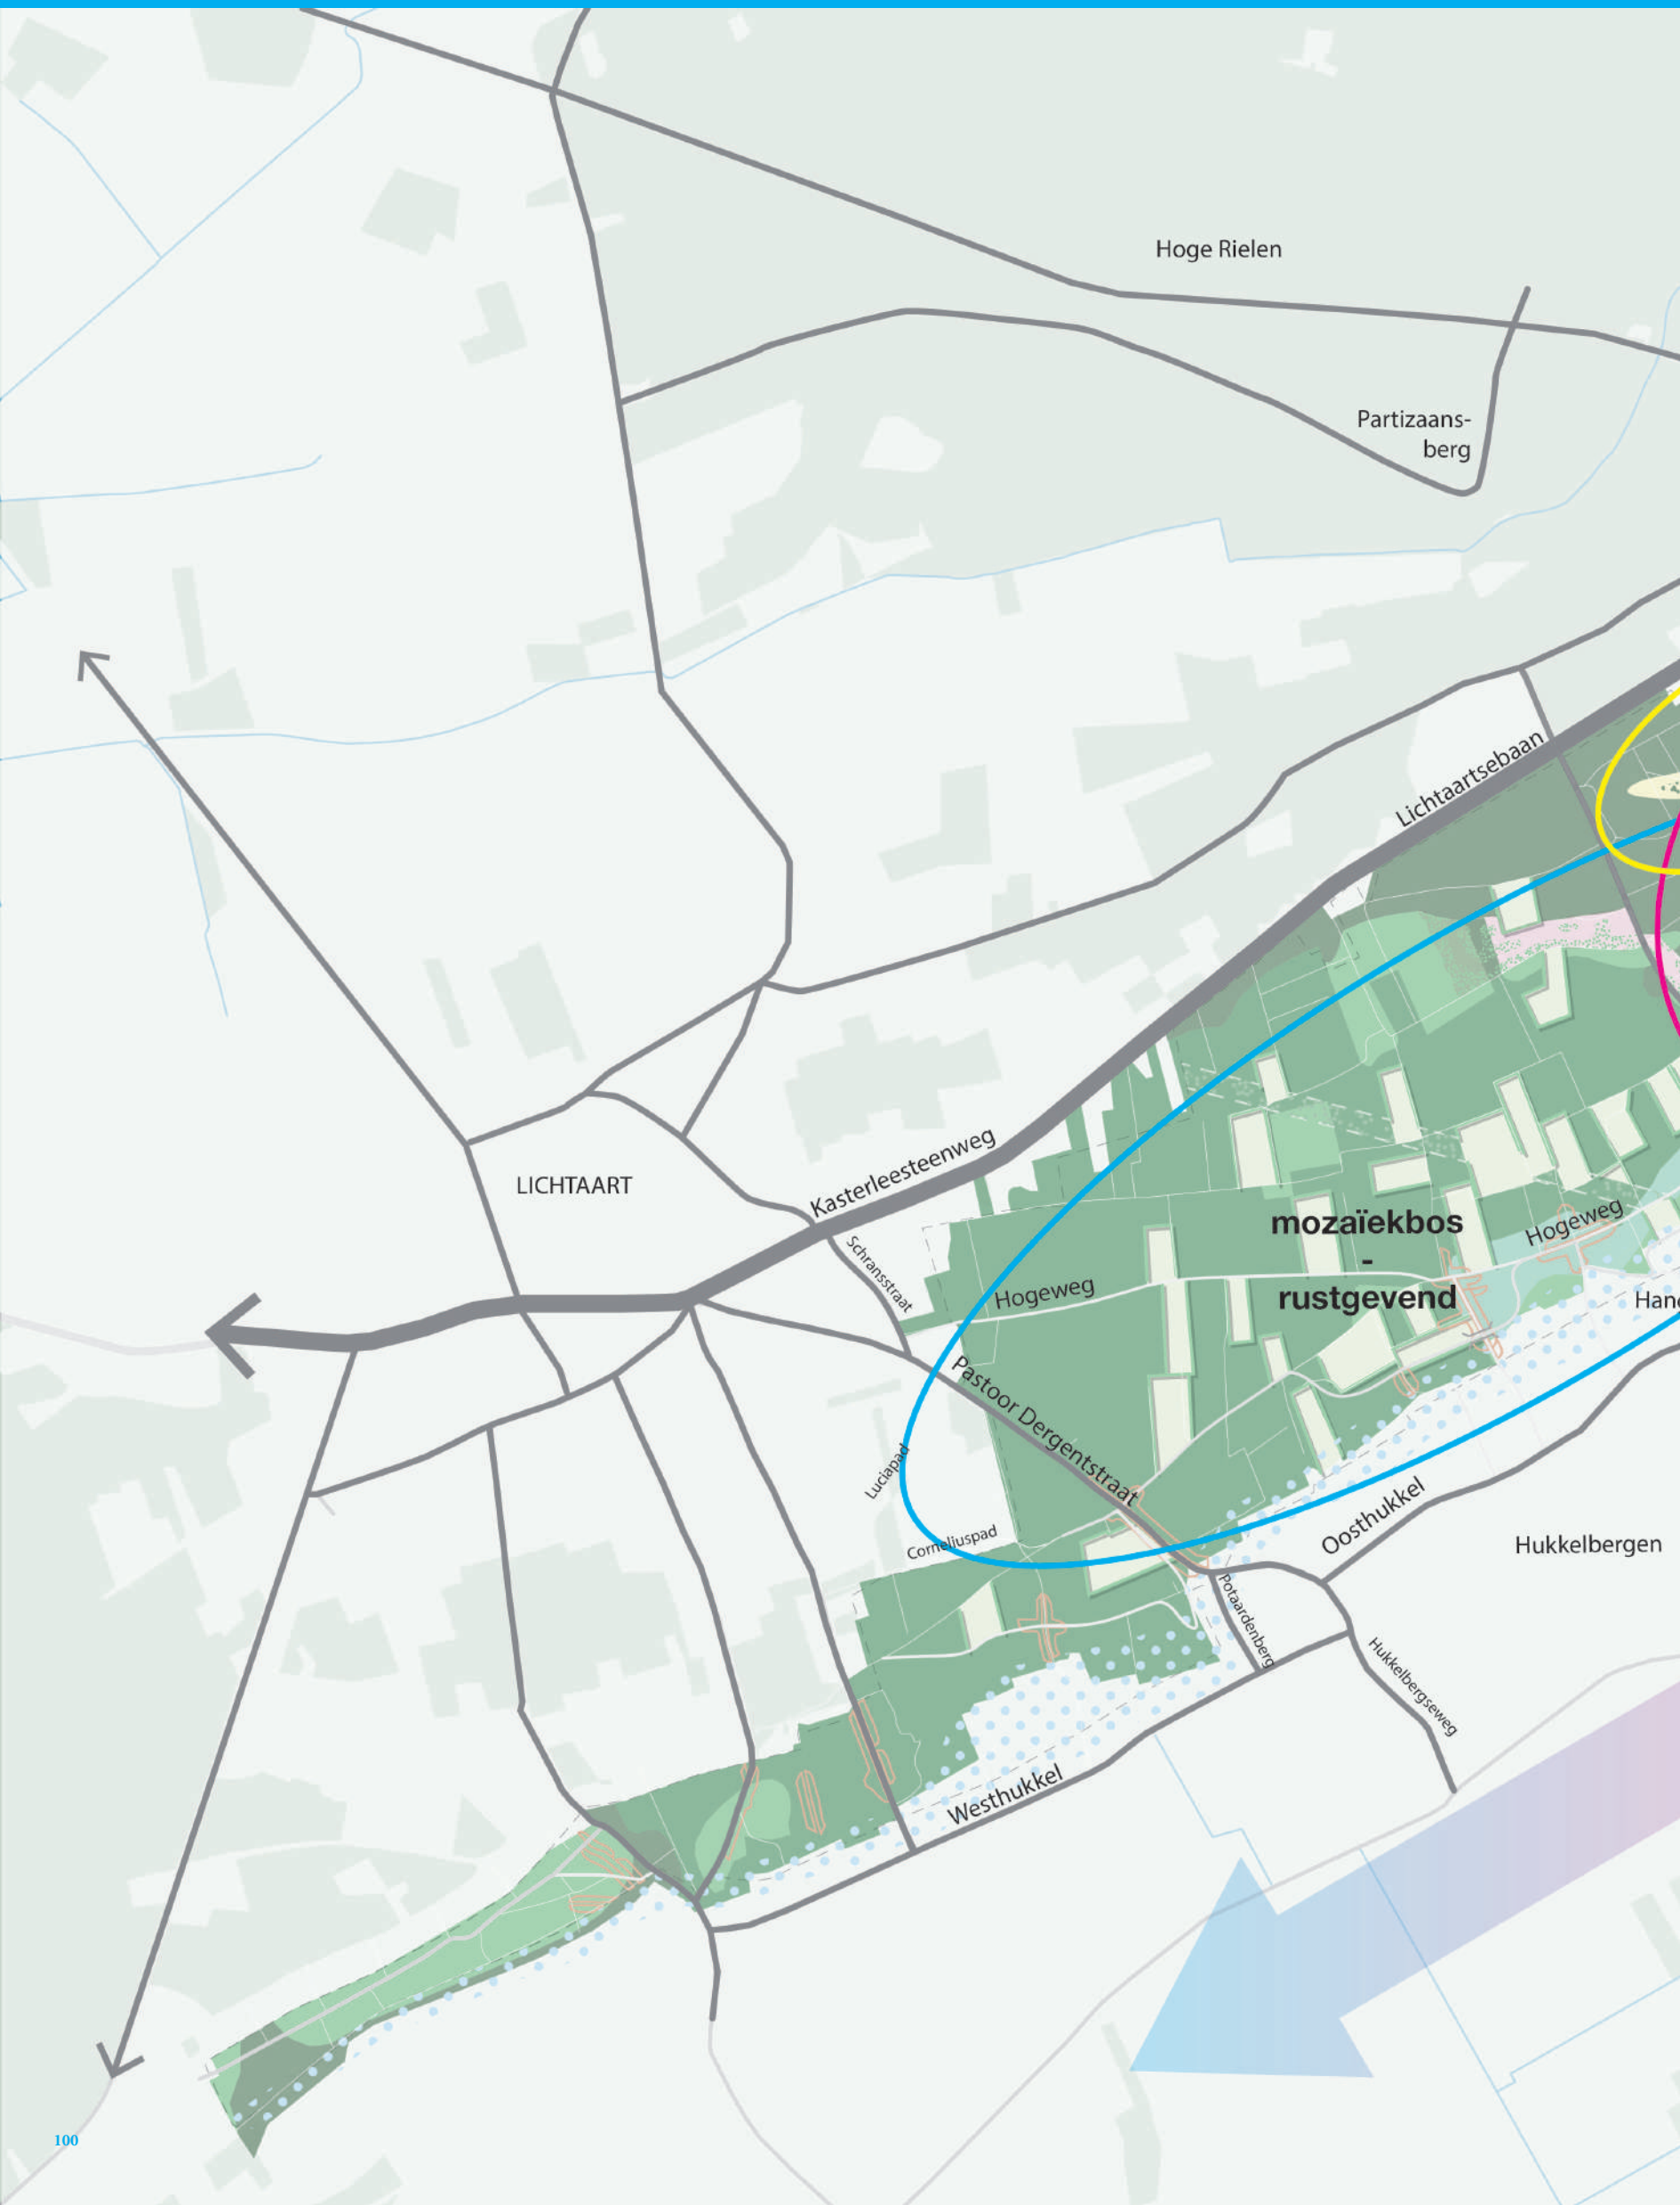 Hoge Rielen
Partizaans-
berg
Lichtaartsebaan
Kasterleesteenweg
LICHTAART
Schransstraat
mozaïekbos
-
rustgevend
Hogeweg
Hogeweg
Pastoor Dergentstraat
Luciapad
Corneliuspad
Oosthukkel
Hukkelbergen
Potaardenberg
Hukkelbergseweg
Westhukkel
100